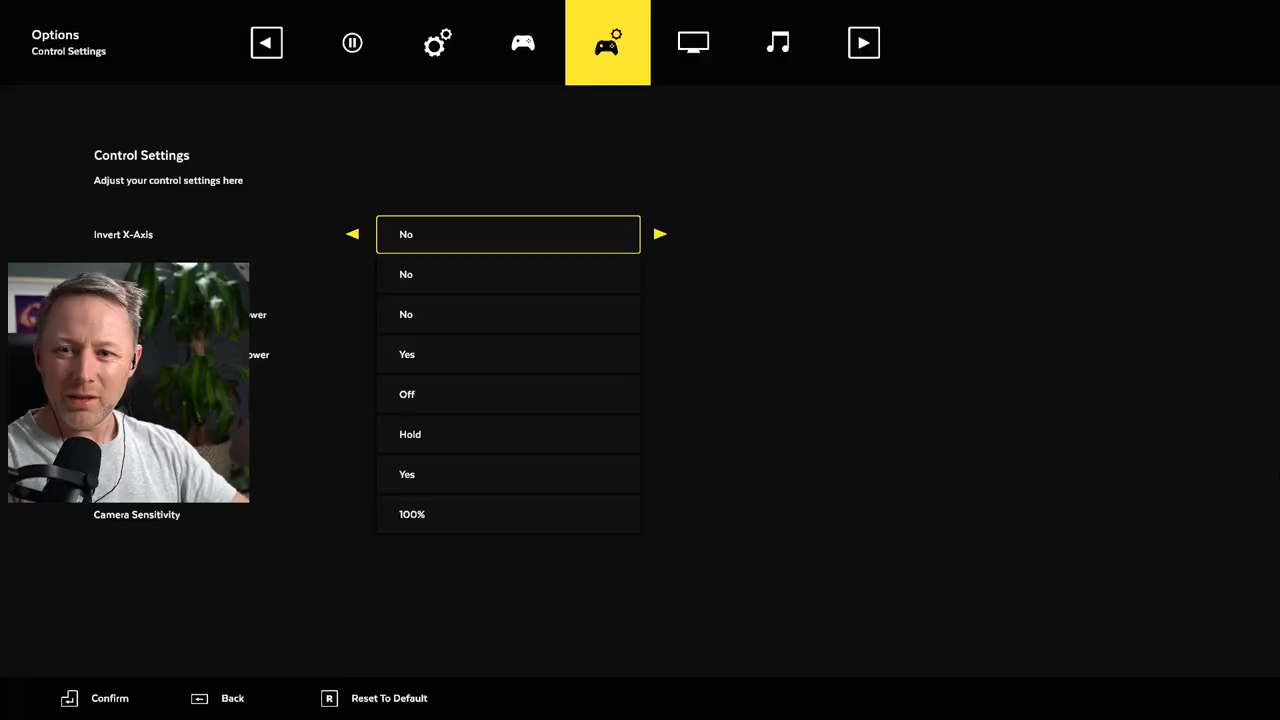 Options
Control Settings
Control Settings
Adjust your control settings here
Invert X-Axis
No
No
No
Yes
Off
Hold
Yes
Camera Sensitivity
100%
Confirm
Back
R
Reset To Default